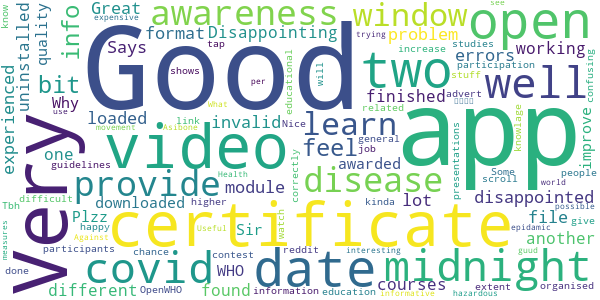 know
expensive
Great
awareness
window
trying
see
open
Good
info
uninstalled
quality
Says
format
Disappointing
tap
problem
increase
studies
working
confusing
two
errors
well
Why
bit
shows
per
educational
will
participation
advert
stuff
finished
experienced
loaded
link
invalid
What
use
very
video
learn
app
related
knowlage
improve
one
movement
Asibone
Nice
feel
job
general
presentations
guidelines
Health
correctly
awarded
Some
scroll
people
world
provide
downloaded
module
disease
kinda
lot
disappointed
Tbh
difficult
higher
watch
Useful
Sir
file
possible
happy
Against
certificate
another
give
Plzz
participants
chance
contest
reddit
interesting
guud
epidamic
measures
covid
date
midnight
different
found
WHO
courses
extent
organised
done
OpenWHO
information
education
informative
hazardous